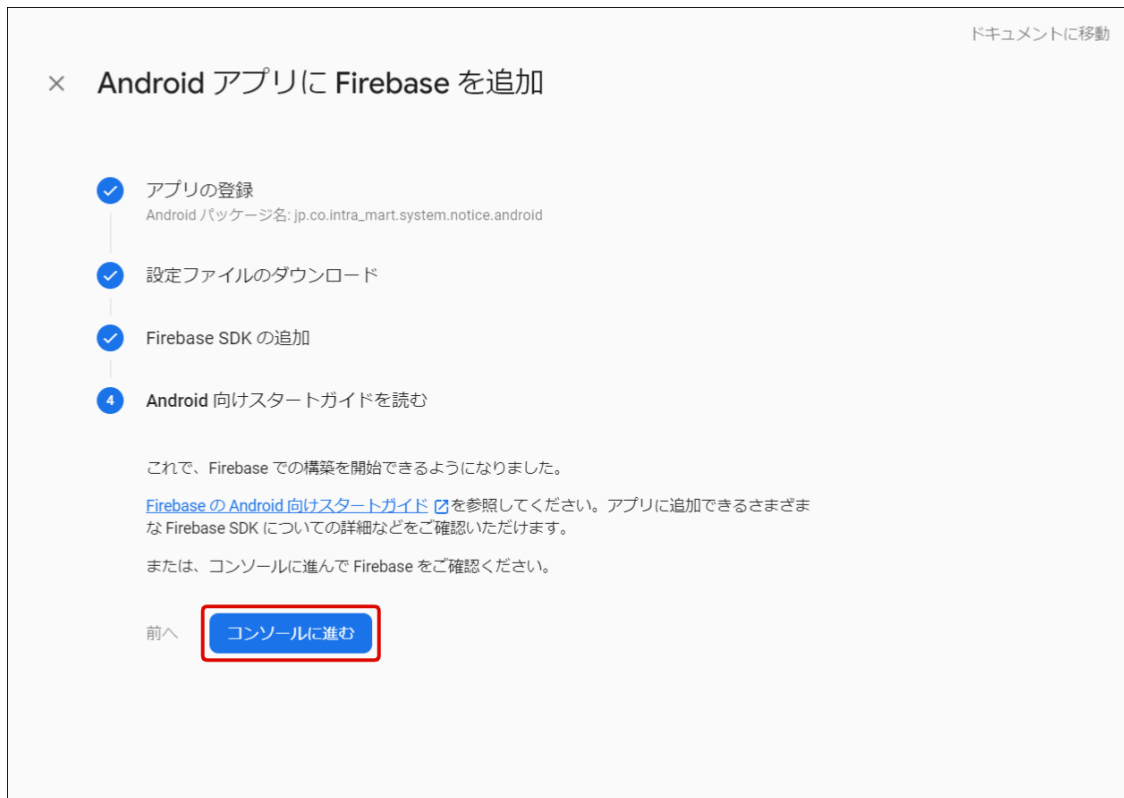 ドキュメントに移動
× Android アプリに Firebase を追加
アプリの登録
Android パッケージ名: jp.co.intra_mart.system.notice.android
設定ファイルのダウンロード
Firebase SDK の追加
4 Android 向けスタートガイドを読む
これで、Firebase での構築を開始できるようになりました。
Firebase の Android 向けスタートガイド を参照してください。アプリに追加できるさまざま
な Firebase SDK についての詳細などをご確認いただけます。
または、コンソールに進んで Firebase をご確認ください。
前へ コンソールに進む